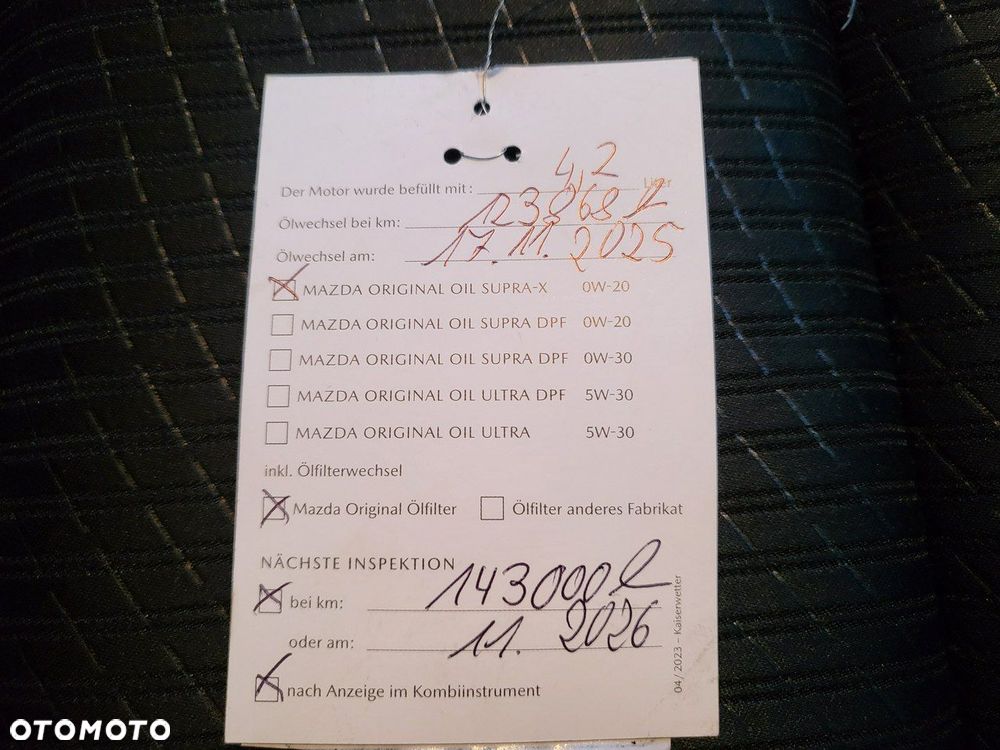 Der Motor wurde befüllt mit: 4,2 Liter
Ölwechsel bei km: 123868
Ölwechsel am: 17.11.2025
MAZDA ORIGINAL OIL SUPRA-X 0W-20
MAZDA ORIGINAL OIL SUPRA DPF 0W-20
MAZDA ORIGINAL OIL SUPRA DPF 0W-30
MAZDA ORIGINAL OIL ULTRA DPF 5W-30
MAZDA ORIGINAL OIL ULTRA 5W-30
inkl. Ölfilterwechsel
Mazda Original Ölfilter Ölfilter anderes Fabrikat
NÄCHSTE INSPEKTION
bei km: 143000
oder am: 11. 2026
nach Anzeige im Kombiinstrument
04/2023 – Kaiserwetter
OTOMOTO